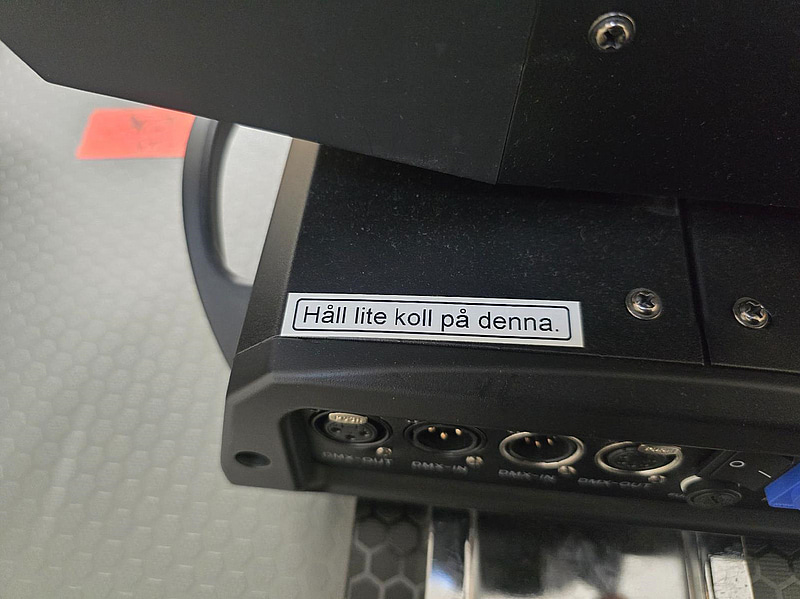 Håll lite koll på denna.
DMX-OUT DMX-IN DMX-IN DMX-OUT